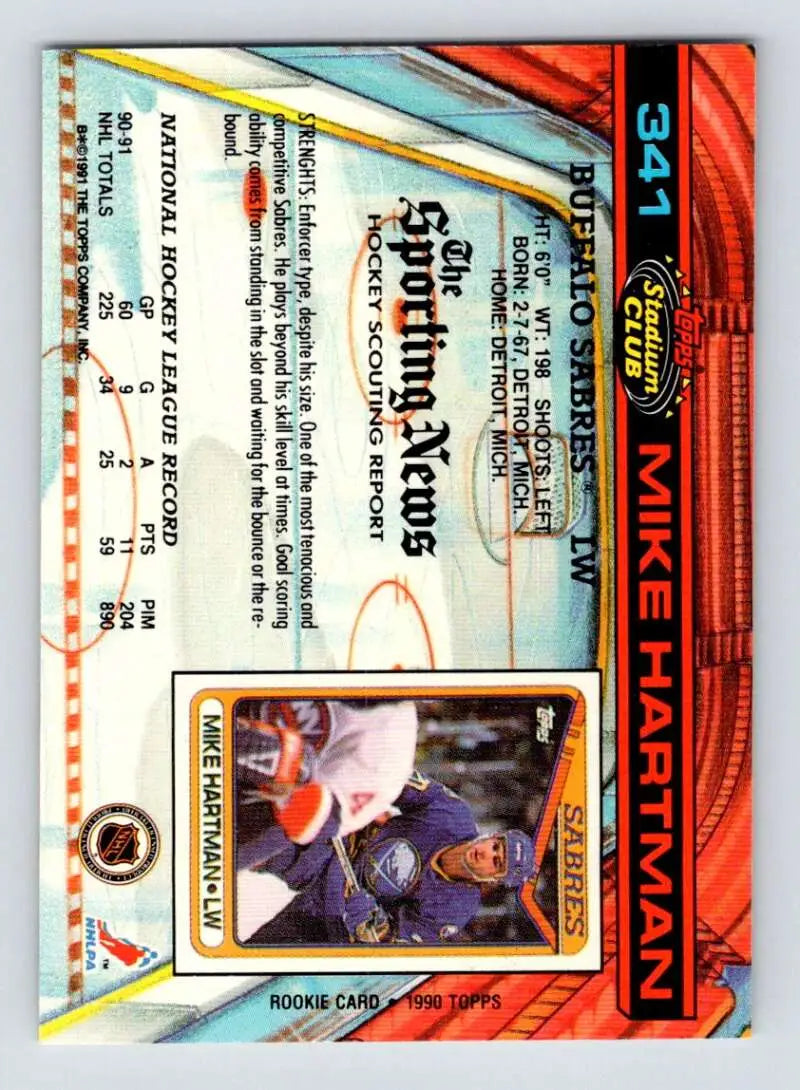 341
topps
Stadium
CLUB
MIKE HARTMAN
BUFFALO SABRES® LW
HT: 6'0" WT: 198 SHOOTS: LEFT
BORN: 2-7-67, DETROIT, MICH.
HOME: DETROIT, MICH.
The
Sporting News
HOCKEY SCOUTING REPORT
STRENGHTS: Enforcer type, despite his size. One of the most tenocious and
competitive Sabres. He plays beyond his skill level at times. Goal scoring
ability comes from standing in the slot and waiting for the bounce or the re-
bound.
NATIONAL HOCKEY LEAGUE RECORD
GP G A PTS PIM
90-91 60 9 2 11 204
NHL TOTALS 225 34 25 59 890
B*©1991 THE TOPPS COMPANY, INC.
topps
SABRES
MIKE HARTMAN•LW
ROOKIE CARD • 1990 TOPPS
NHL
NHLPA
™